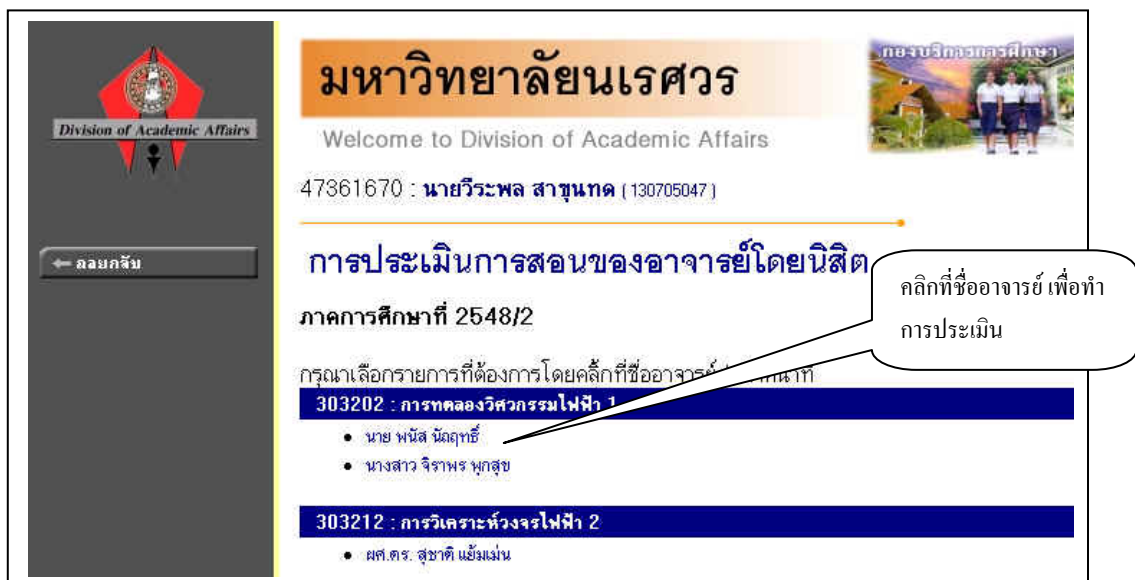 กองบริการการศึกษา
มหาวิทยาลัยนเรศวร
Division of Academic Affairs
Welcome to Division of Academic Affairs
47361670 : นายวีระพล สาขุนทด ( 130705047 )
ถอยกลับ
การประเมินการสอนของอาจารย์โดยนิสิต
คลิกที่ชื่ออาจารย์ เพื่อทำ
การประเมิน
ภาคการศึกษาที่ 2548/2
กรุณาเลือกรายการที่ต้องการโดยคลิ้กที่ชื่ออาจารย์
303202 : การทดลองวิศวกรรมไฟฟ้า 1
นาย พนัส นัถฤทธิ์
นางสาว จิราพร พุกสุข
303212 : การวิเคราะห์วงจรไฟฟ้า 2
ผศ.ดร. สุชาติ แย้มเม่น